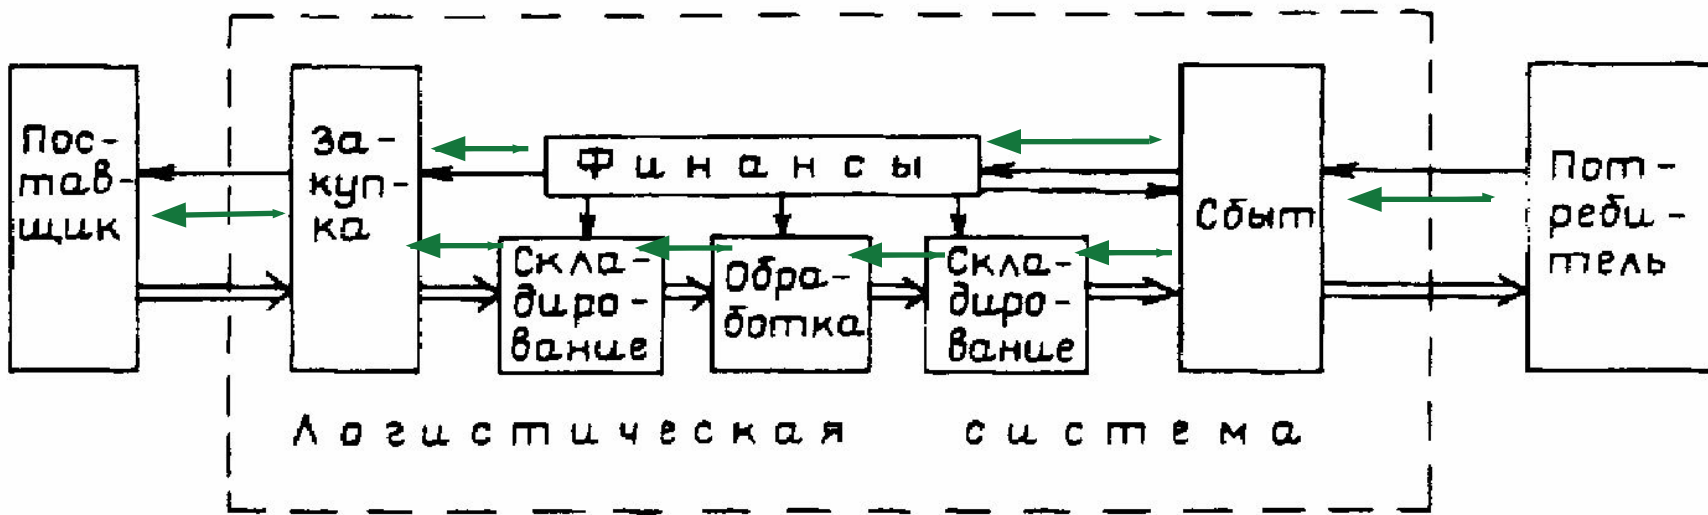 Пос-
тав-
щик
За-
куп-
ка
Финансы
Скла-
диро-
вание
Обра-
ботка
Скла-
диро-
вание
Сбыт
Пот-
реби-
тель
Логистическая система